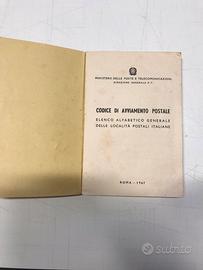 MINISTERO DELLE POSTE E TELECOMUNICAZIONI
DIREZIONE GENERALE P. T.
CODICE DI AVVIAMENTO POSTALE
ELENCO ALFABETICO GENERALE
DELLE LOCALITÀ POSTALI ITALIANE
ROMA - 1967
subito